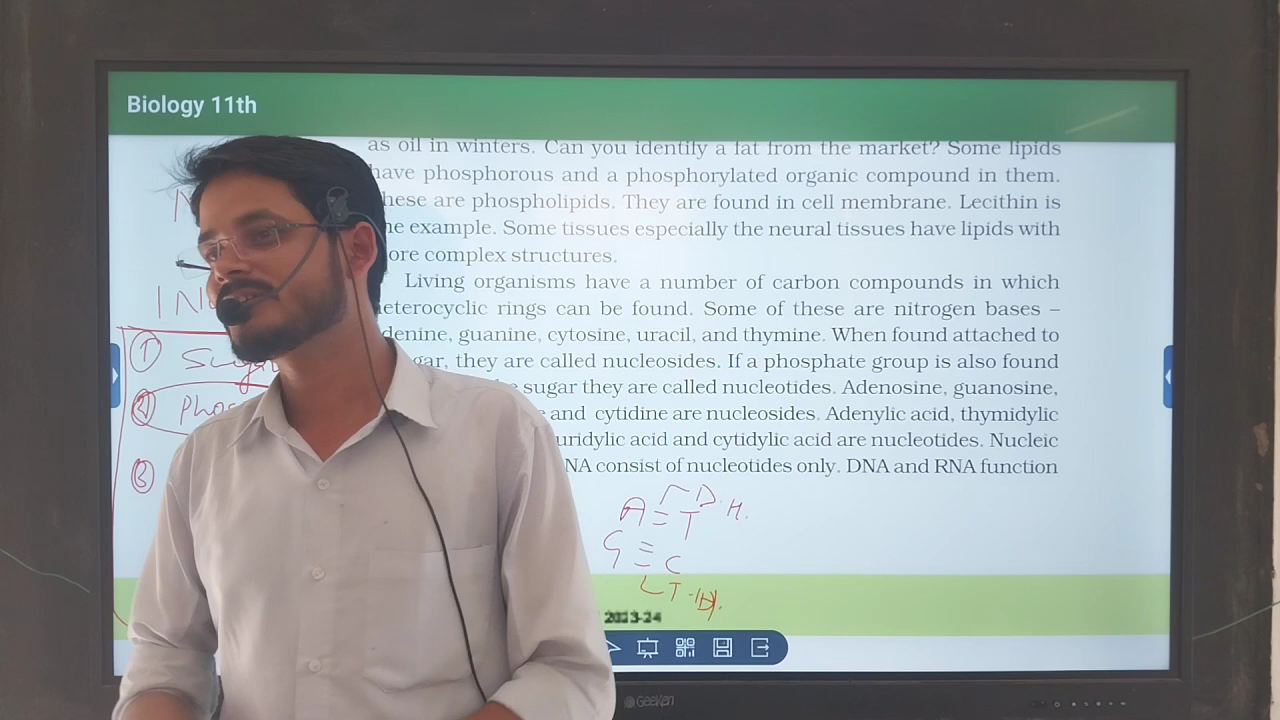 Biology 11th
as oil in winters. Can you identify a fat from the market? Some lipids
have phosphorous and a phosphorylated organic compound in them.
hese are phospholipids. They are found in cell membrane. Lecithin is
ne example. Some tissues especially the neural tissues have lipids with
ore complex structures.
Living organisms have a number of carbon compounds in which
eterocyclic rings can be found. Some of these are nitrogen bases –
denine, guanine, cytosine, uracil, and thymine. When found attached to
gar, they are called nucleosides. If a phosphate group is also found
sugar they are called nucleotides. Adenosine, guanosine,
and cytidine are nucleosides. Adenylic acid, thymidylic
uridylic acid and cytidylic acid are nucleotides. Nucleic
NA consist of nucleotides only. DNA and RNA function
① Sugar
② Pho
③
D.H.
A = T
G ≡ C
2023-24
GeeKen